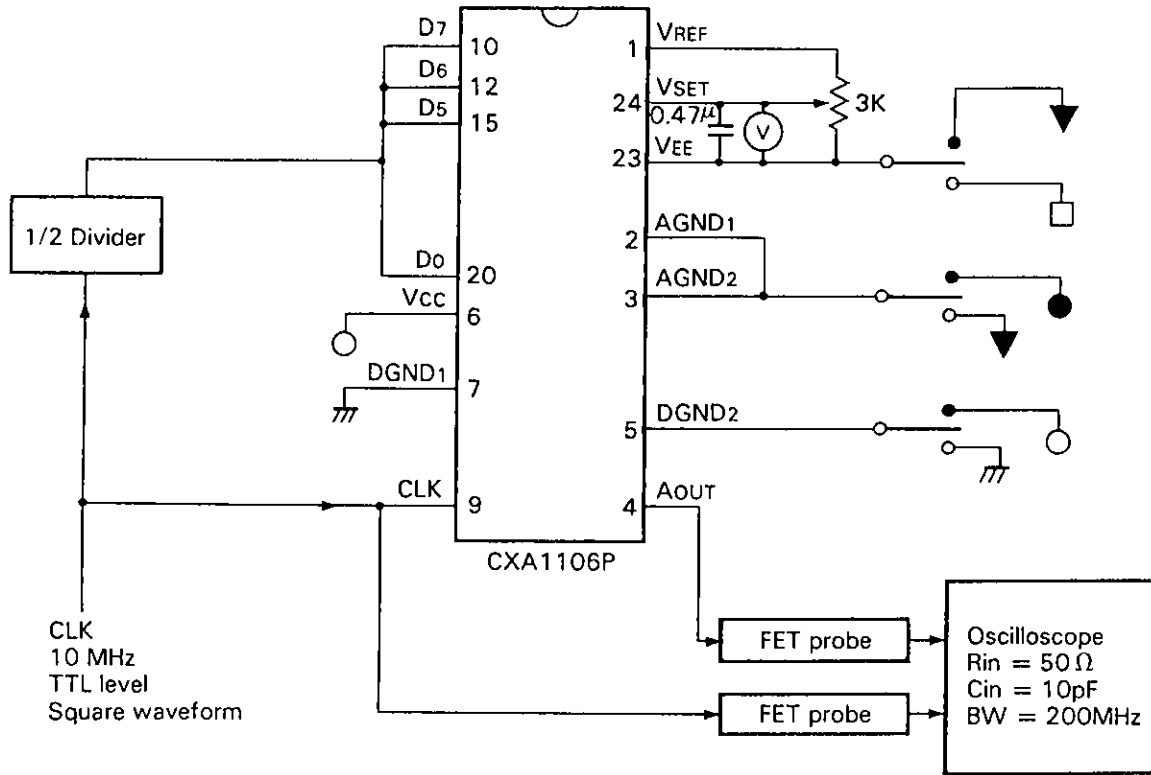 D7
10
D6
12
D5
15
1/2 Divider
D0
20
VCC
6
DGND1
7
CLK
9
CXA1106P
VREF
1
VSET
24
0.47μ
V
3K
VEE
23
AGND1
2
AGND2
3
DGND2
5
AOUT
4
CLK
10 MHz
TTL level
Square waveform
FET probe
FET probe
Oscilloscope
Rin = 50Ω
Cin = 10pF
BW = 200MHz